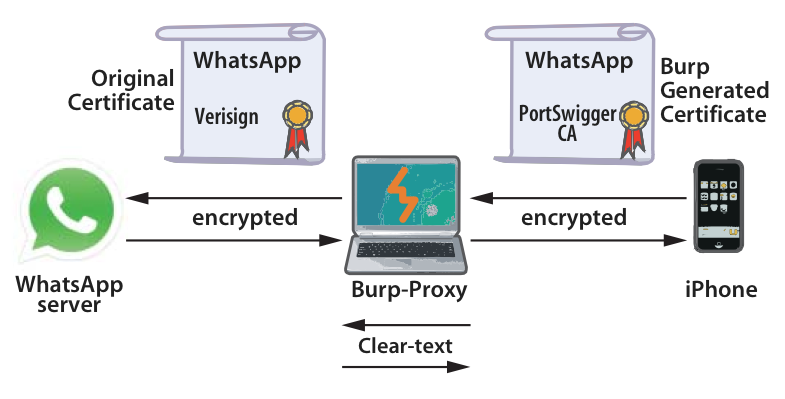 WhatsApp
Verisign
Original
Certificate
WhatsApp
PortSwigger
CA
Burp
Generated
Certificate
encrypted
encrypted
WhatsApp
server
Burp-Proxy
iPhone
Clear-text